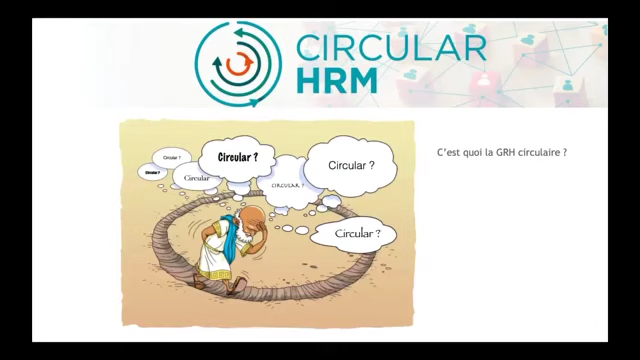 CIRCULAR
HRM
C'est quoi la GRH circulaire ?
Circular ?
Circular ?
Circular ?
Circular
CIRCULAR ?
Circular ?
Circular ?